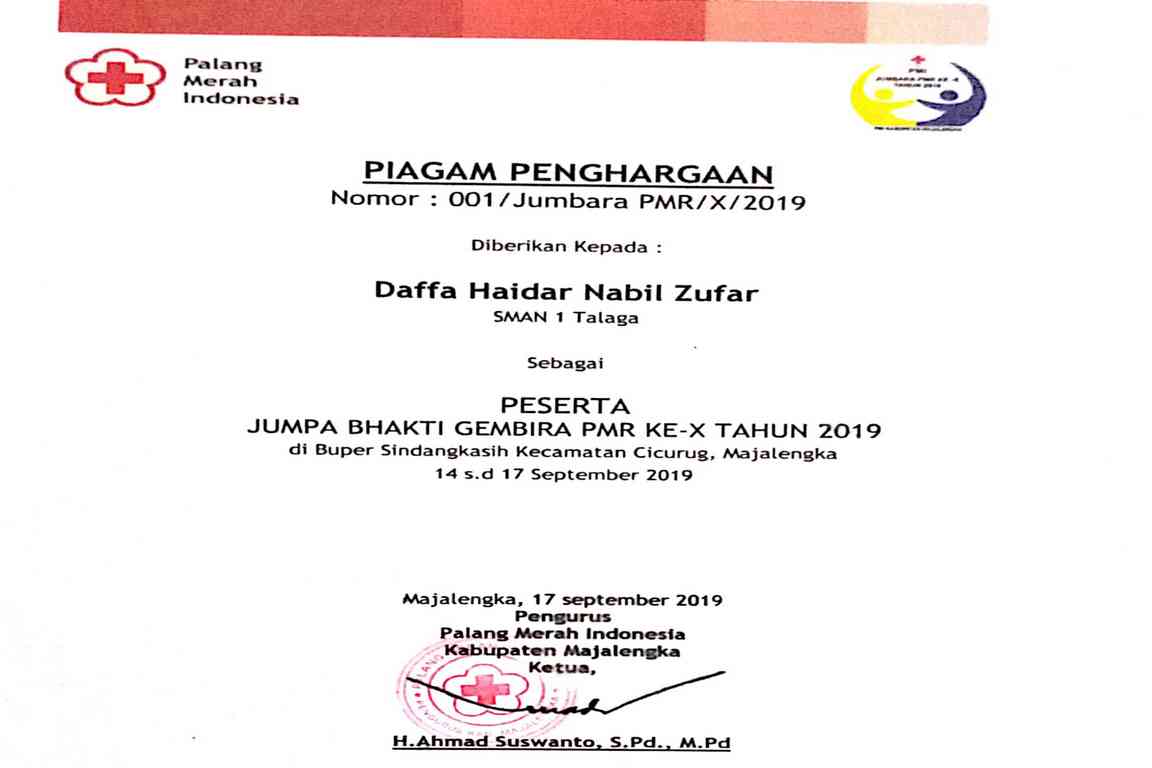 Palang
Merah
Indonesia
PMI
JUMBARA PMR KE -X
TAHUN 2019
PMI KABUPATEN MAJALENGKA
PIAGAM PENGHARGAAN
Nomor : 001/Jumbara PMR/X/2019
Diberikan Kepada :
Daffa Haidar Nabil Zufar
SMAN 1 Talaga
Sebagai
PESERTA
JUMPA BHAKTI GEMBIRA PMR KE-X TAHUN 2019
di Buper Sindangkasih Kecamatan Cicurug, Majalengka
14 s.d 17 September 2019
Majalengka, 17 september 2019
Pengurus
Palang Merah Indonesia
Kabupaten Majalengka
Ketua,
H.Ahmad Suswanto, S.Pd., M.Pd